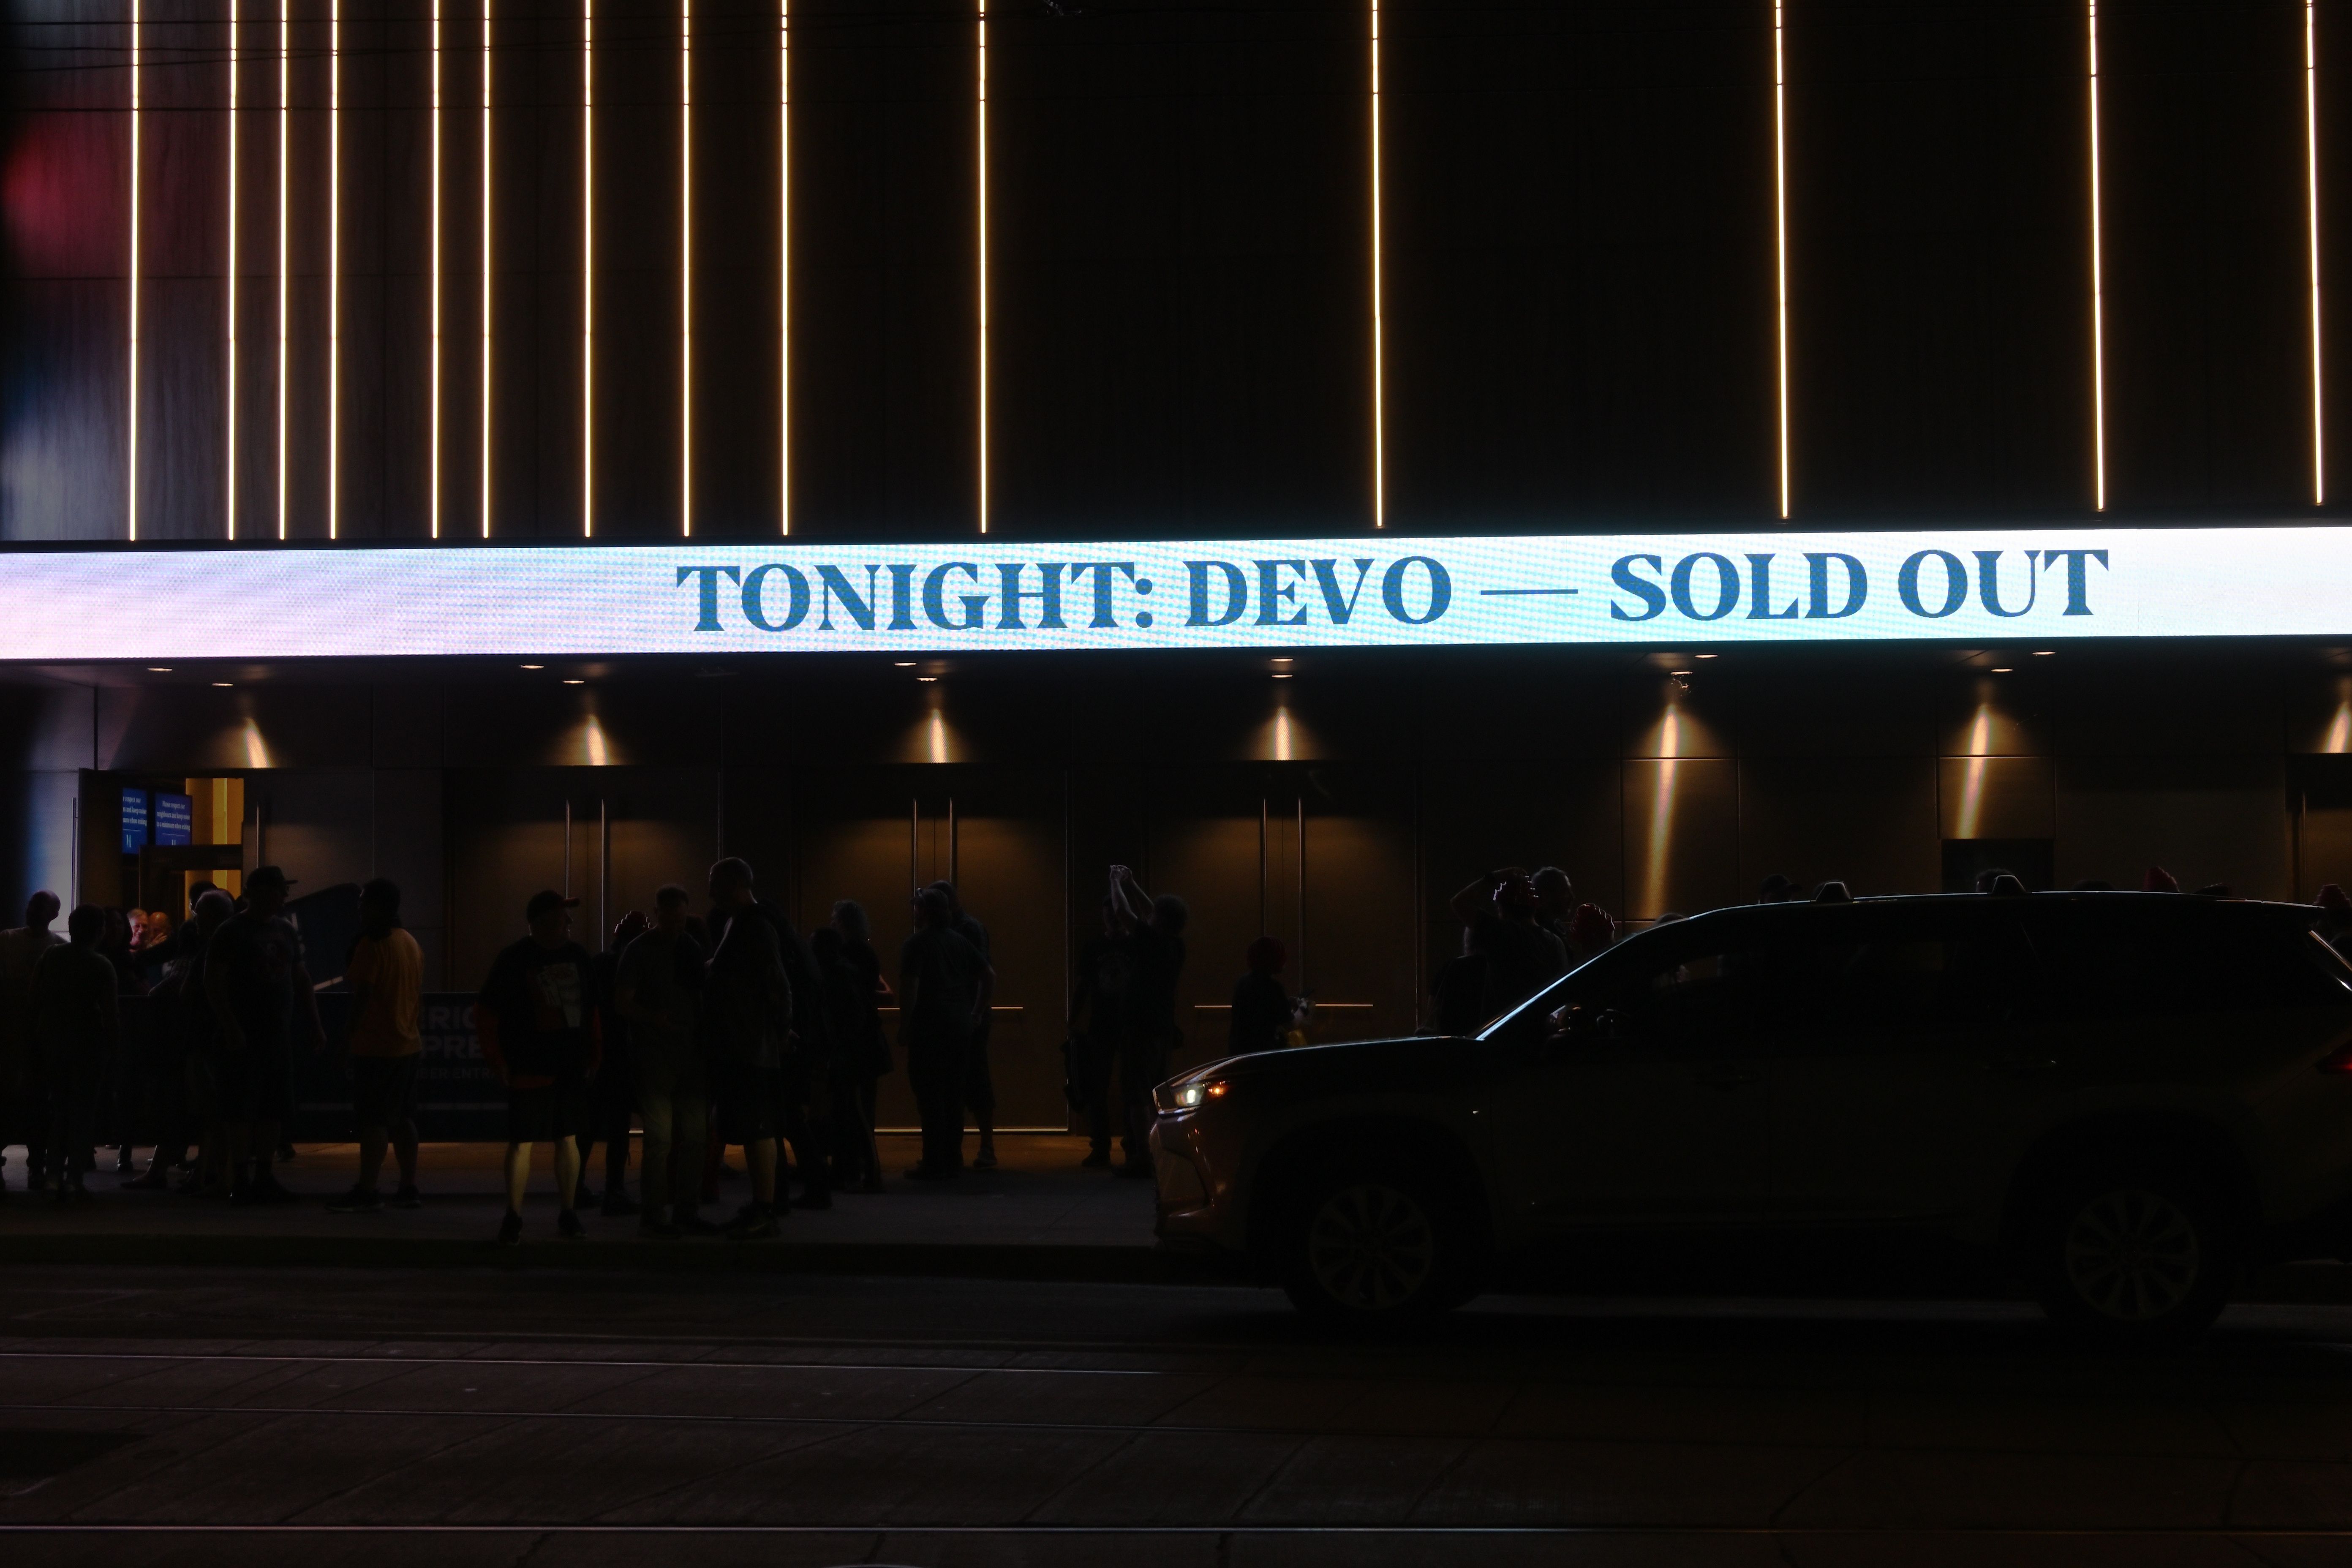 TONIGHT: DEVO — SOLD OUT